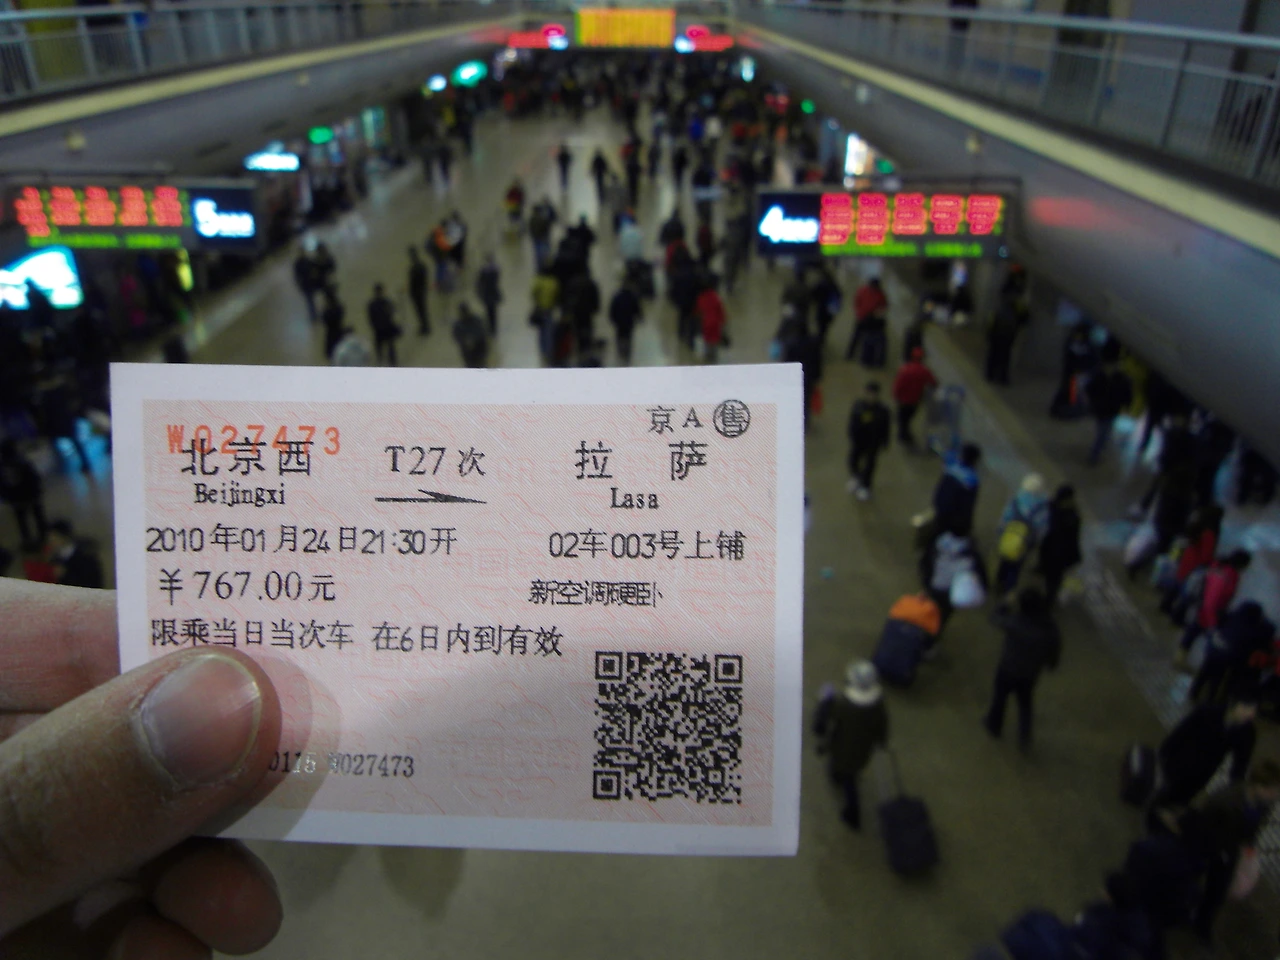 5
4
京A 售
W027473
北京西 T27次 拉萨
Beijingxi Lasa
2010年01月24日21:30开 02车003号上铺
￥767.00元 新空调硬卧
限乘当日当次车 在6日内到有效
0115 W027473